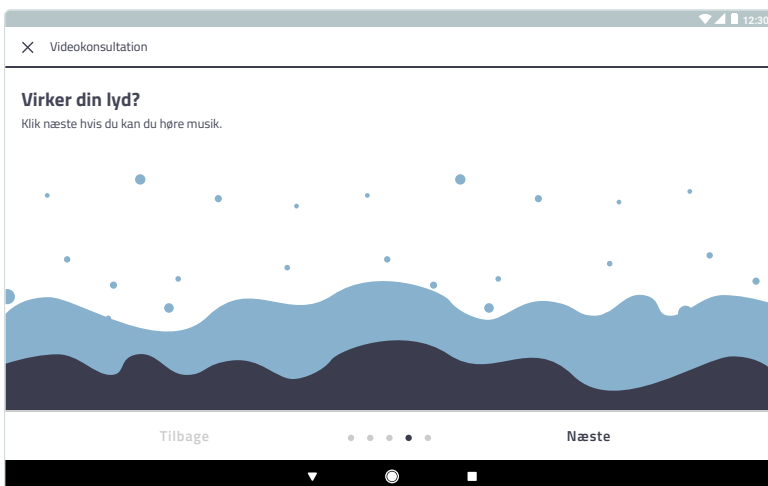 12:30
Videokonsultation
Virker din lyd?
Klik næste hvis du kan du høre musik.
Tilbage
Næste